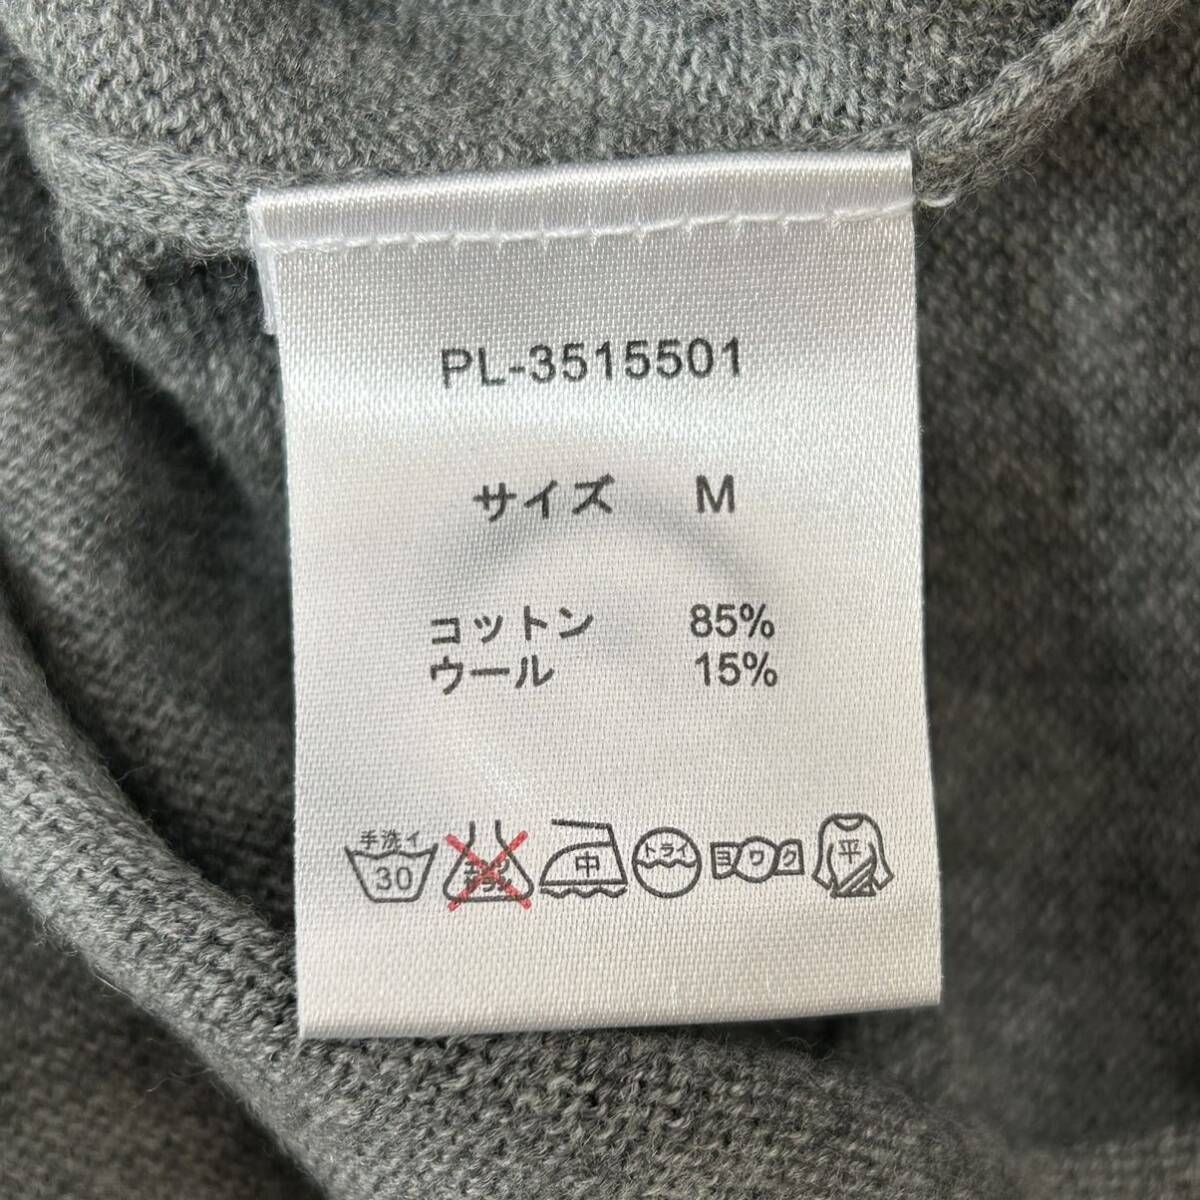 PL-3515501
サイズ M
コットン 85%
ウール 15%
手洗イ
30
中
ドライ
ヨワク
平